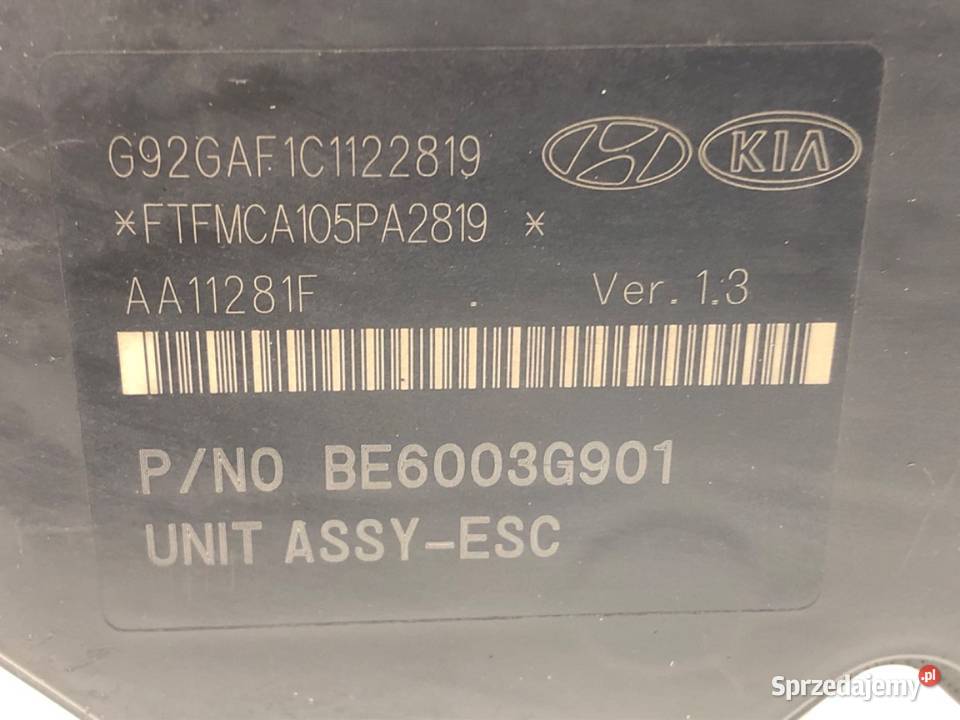 G92GAF1C1122819
KIA
*FTFMCA105PA2819 *
AA11281F . Ver. 1.3
P/NO BE6003G901
UNIT ASSY-ESC
Sprzedajemy.pl